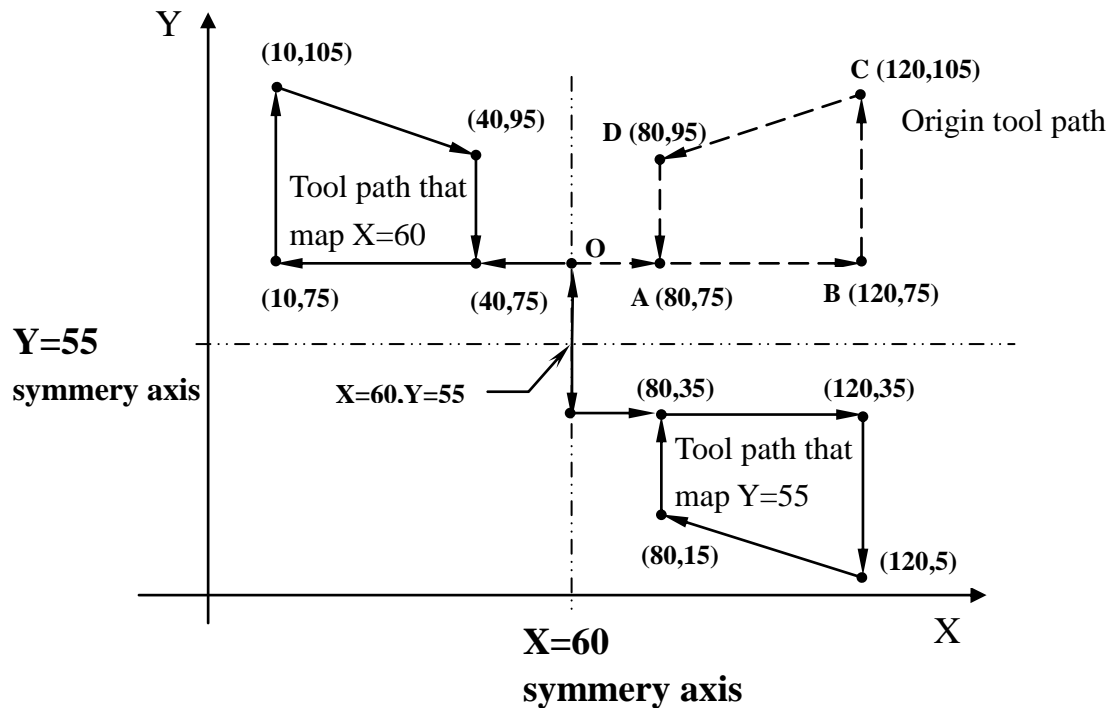 Y
(10,105)
C (120,105)
Origin tool path
(40,95)
D (80,95)
Tool path that
map X=60
O
(10,75)
(40,75)
A (80,75)
B (120,75)
Y=55
symmery axis
X=60.Y=55
(80,35)
(120,35)
Tool path that
map Y=55
(80,15)
(120,5)
X
X=60
symmery axis